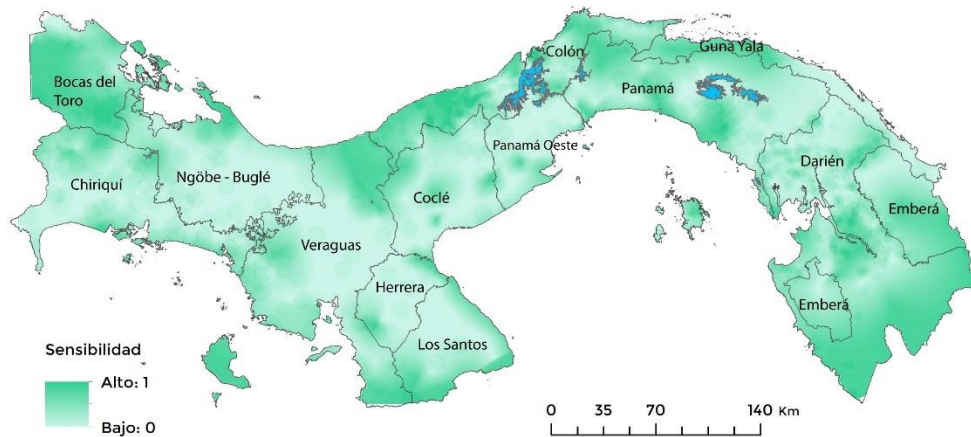 Colón
Guna Yala
Bocas del
Toro
Panamá
Panamá Oeste
Darién
Ngöbe - Buglé
Chiriquí
Coclé
Emberá
Veraguas
Herrera
Emberá
Los Santos
Sensibilidad
Alto: 1
Bajo: 0
0 35 70 140 Km